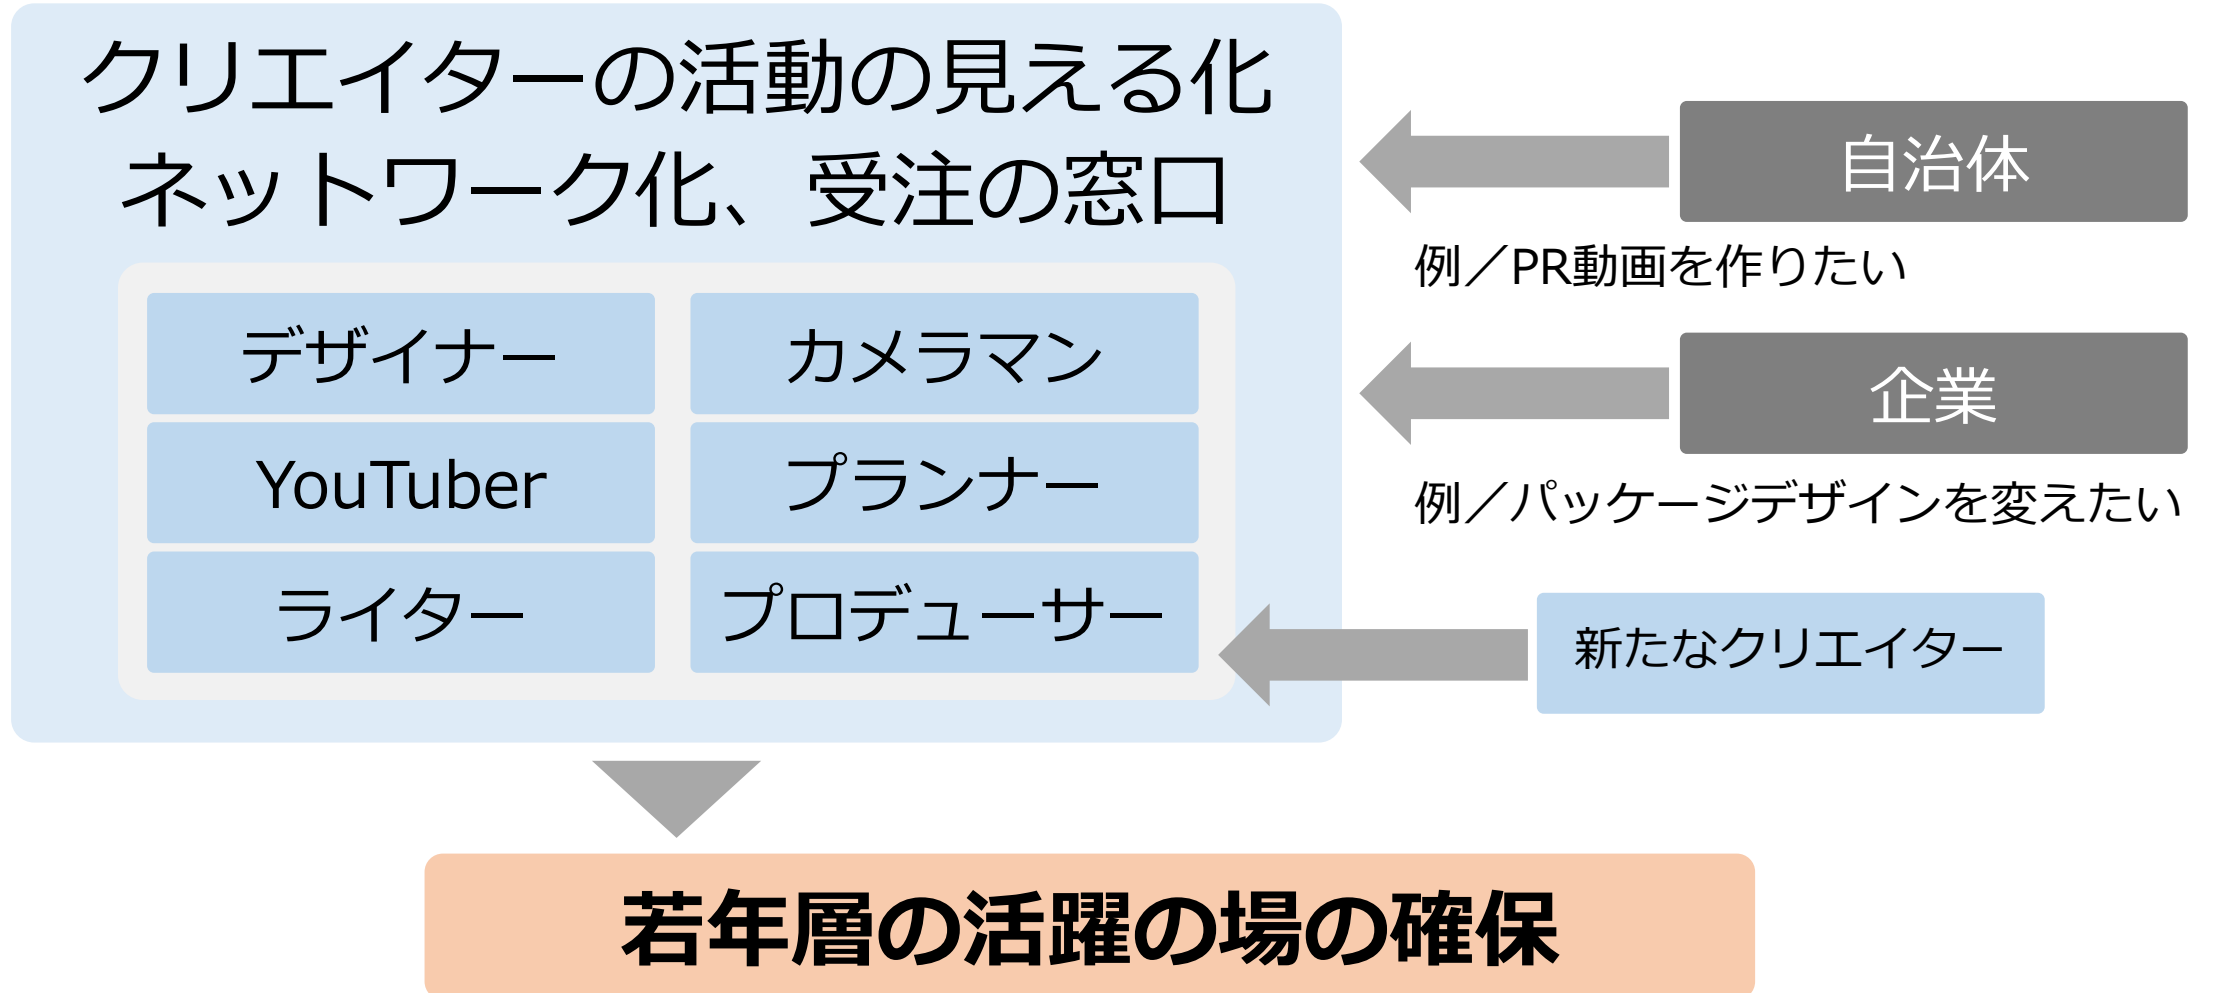 クリエイターの活動の見える化
ネットワーク化、受注の窓口
デザイナー
カメラマン
YouTuber
プランナー
ライター
プロデューサー
自治体
例／PR動画を作りたい
企業
例／パッケージデザインを変えたい
新たなクリエイター
若年層の活躍の場の確保